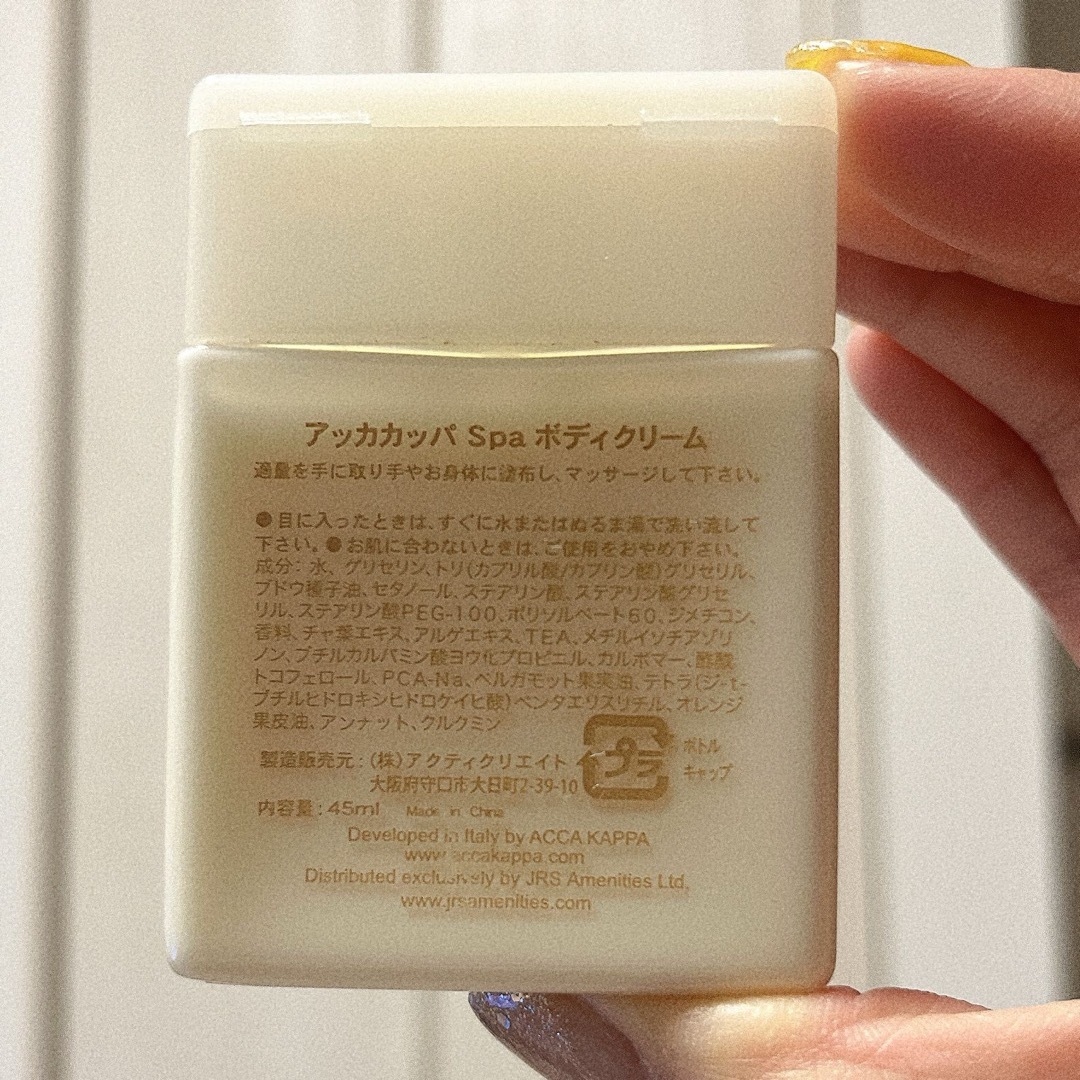 アッカカッパ Spa ボディクリーム
適量を手に取り手やお身体に塗布し、マッサージして下さい。
●目に入ったときは、すぐに水またはぬるま湯で洗い流して
下さい。●お肌に合わないときは、ご使用をおやめ下さい。
成分：水、グリセリン、トリ(カプリル酸/カプリン酸)グリセリル、
ブドウ種子油、セタノール、ステアリン酸、ステアリン酸グリセ
リル、ステアリン酸PEG-100、ポリソルベート60、ジメチコン、
香料、チャ葉エキス、アルゲエキス、TEA、メチルイソチアゾリ
ノン、ブチルカルバミン酸ヨウ化プロピニル、カルボマー、酢酸
トコフェロール、PCA-Na、ベルガモット果実油、テトラ(ジ-t-
ブチルヒドロキシヒドロケイヒ酸)ペンタエリスリチル、オレンジ
果皮油、アンナット、クルクミン
製造販売元：(株)アクティクリエイト
大阪府守口市大日町2-39-10
プラ
ボトル
キャップ
内容量：45ml Made in China
Developed in Italy by ACCA KAPPA
www.accakappa.com
Distributed exclusively by JRS Amenities Ltd.
www.jrsamenities.com